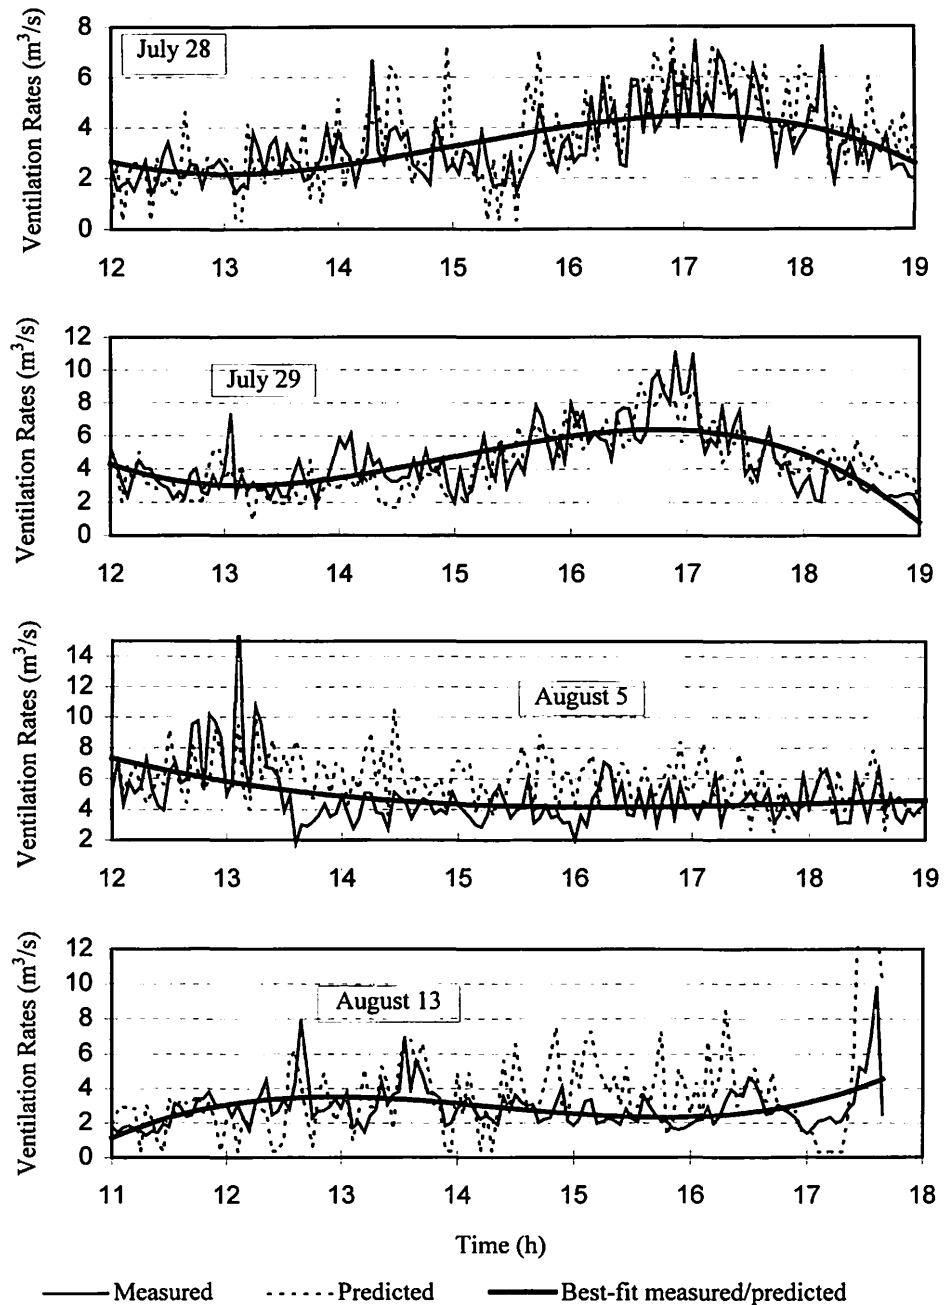 Ventilation Rates (m³/s)
8
6
4
2
0
July 28
12 13 14 15 16 17 18 19
Ventilation Rates (m³/s)
12
10
8
6
4
2
0
July 29
12 13 14 15 16 17 18 19
Ventilation Rates (m³/s)
14
12
10
8
6
4
2
August 5
12 13 14 15 16 17 18 19
Ventilation Rates (m³/s)
12
10
8
6
4
2
0
August 13
11 12 13 14 15 16 17 18
Time (h)
Measured Predicted Best-fit measured/predicted